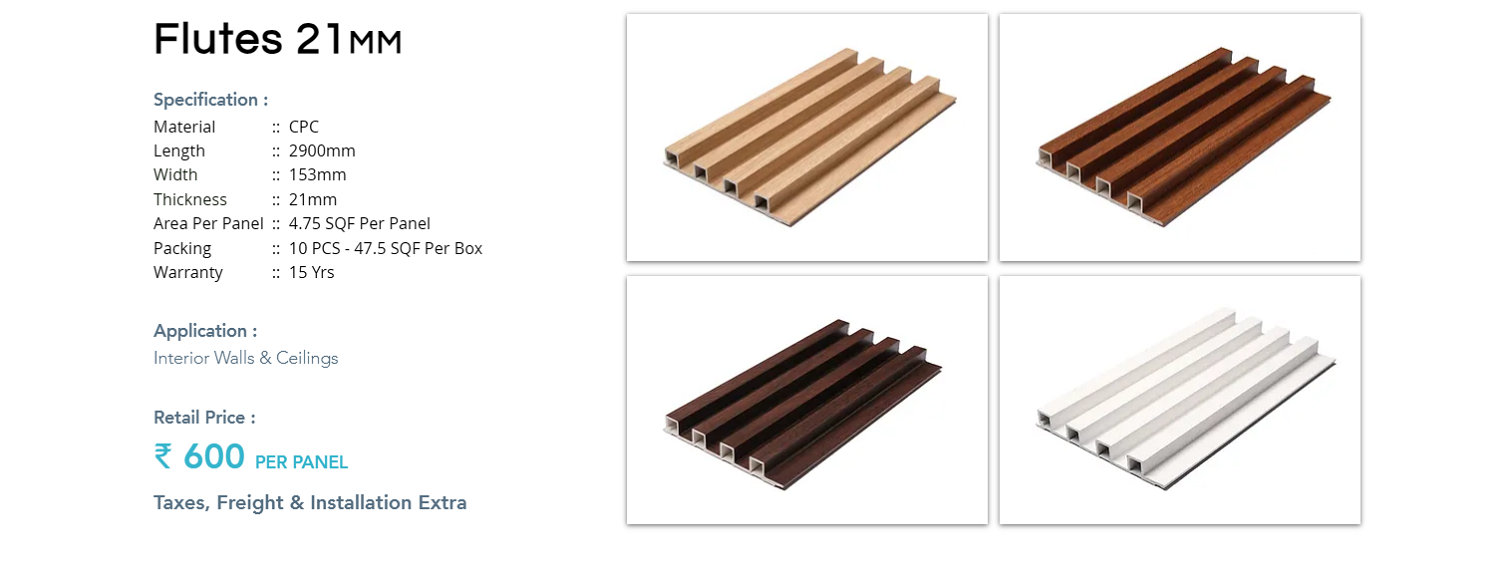 Flutes 21MM
Specification :
Material :: CPC
Length :: 2900mm
Width :: 153mm
Thickness :: 21mm
Area Per Panel :: 4.75 SQF Per Panel
Packing :: 10 PCS - 47.5 SQF Per Box
Warranty :: 15 Yrs
Application :
Interior Walls & Ceilings
Retail Price :
₹ 600 PER PANEL
Taxes, Freight & Installation Extra